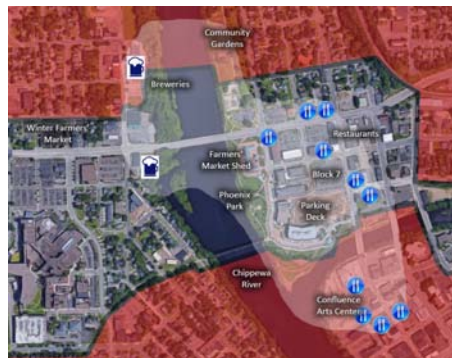 Community
Gardens
Breweries
Winter Farmers'
Market
Restaurants
Farmers'
Market Shed
Block 7
Phoenix
Park
Parking
Deck
Chippewa
River
Confluence
Arts Center